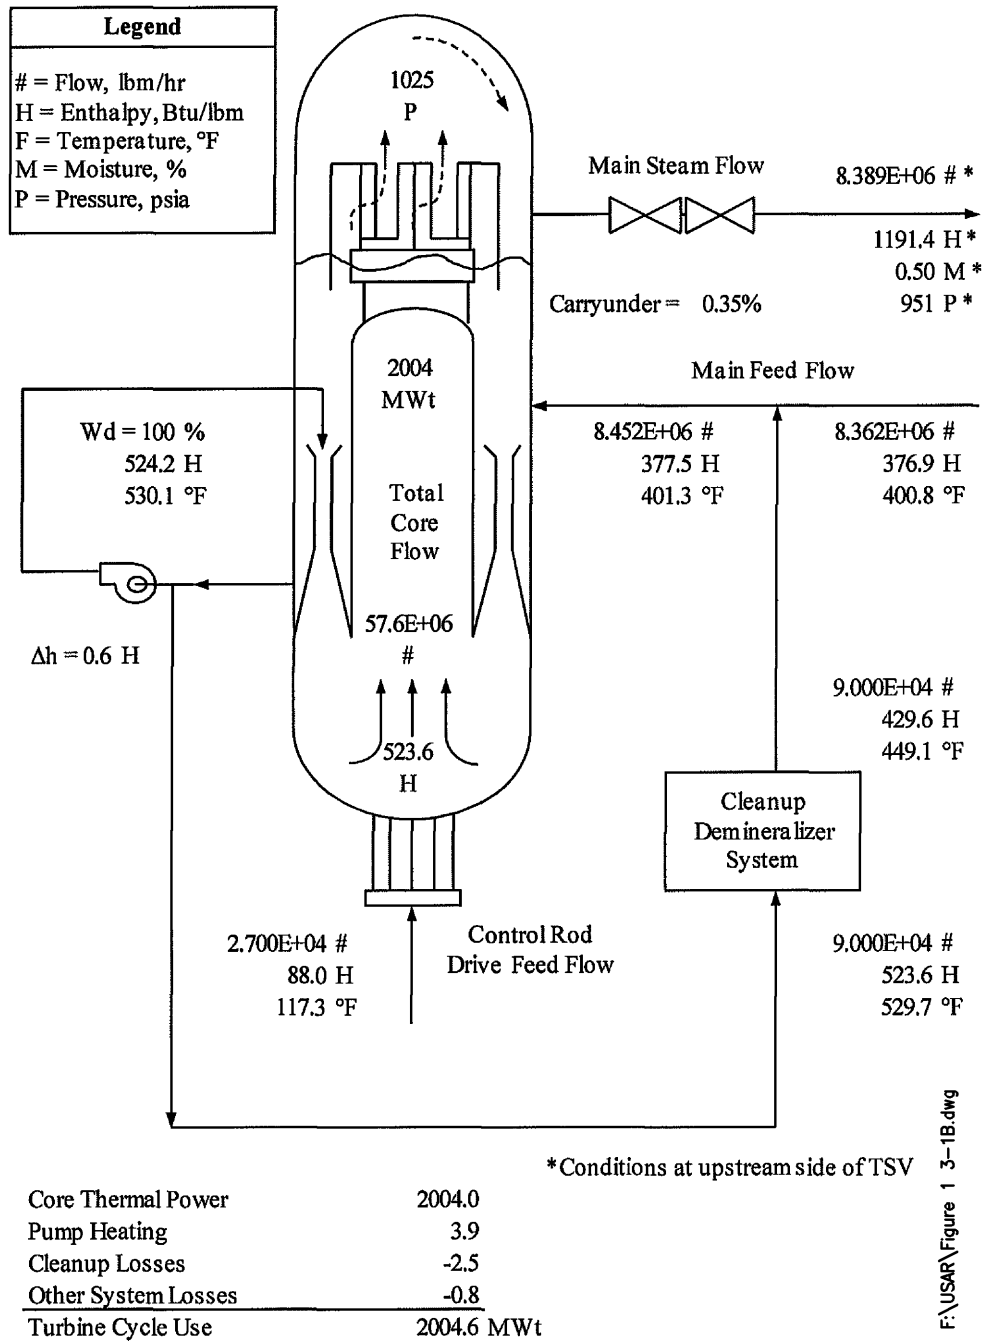 Legend
# = Flow, lbm/hr
H = Enthalpy, Btu/lbm
F = Temperature, °F
M = Moisture, %
P = Pressure, psia
1025
P
Main Steam Flow
8.389E+06 # *
1191.4 H *
0.50 M *
951 P *
Carryunder = 0.35%
2004
MWt
Main Feed Flow
Wd = 100 %
524.2 H
530.1 °F
8.452E+06 #
377.5 H
401.3 °F
8.362E+06 #
376.9 H
400.8 °F
Total
Core
Flow
57.6E+06
#
Δh = 0.6 H
523.6
H
9.000E+04 #
429.6 H
449.1 °F
Cleanup
Demineralizer
System
2.700E+04 #
88.0 H
117.3 °F
Control Rod
Drive Feed Flow
9.000E+04 #
523.6 H
529.7 °F
*Conditions at upstream side of TSV
Core Thermal Power 2004.0
Pump Heating 3.9
Cleanup Losses -2.5
Other System Losses -0.8
Turbine Cycle Use 2004.6 MWt
F:\USAR\Figure 1 3-1B.dwg